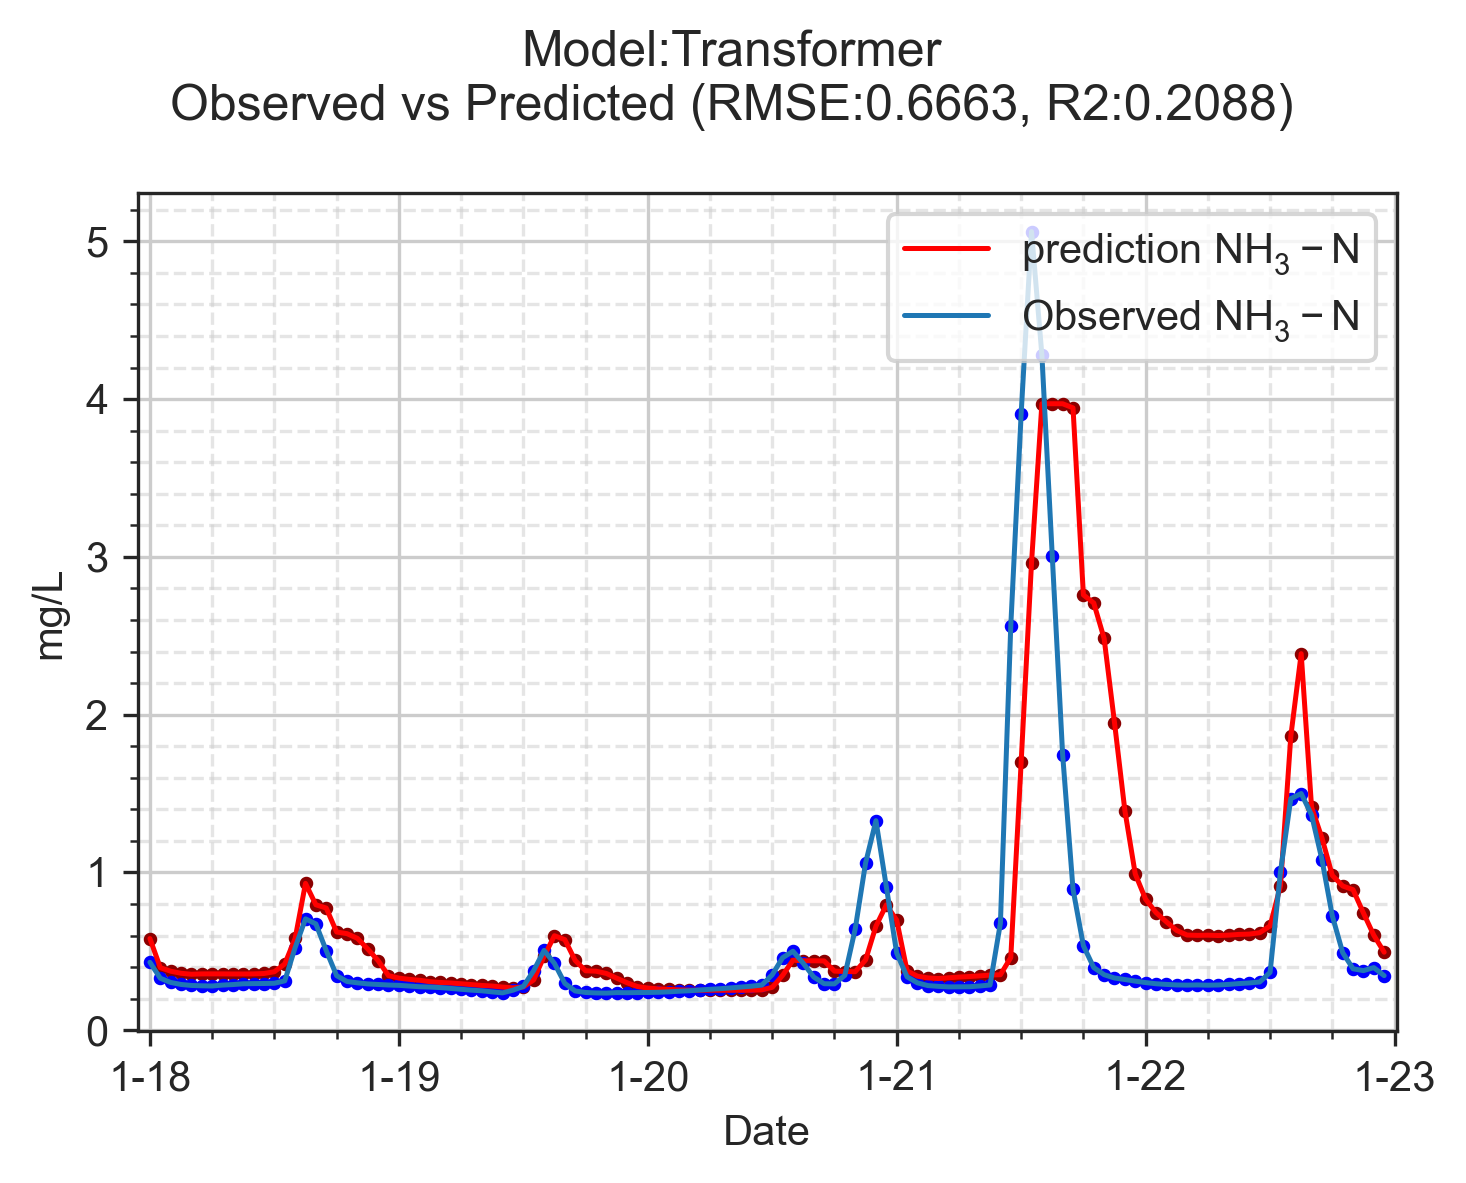 Model:Transformer
Observed vs Predicted (RMSE:0.6663, R2:0.2088)
prediction NH₃ − N
Observed NH₃ − N
5
4
3
2
1
0
mg/L
1-18 1-19 1-20 1-21 1-22 1-23
Date